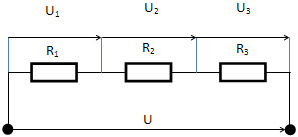 U₁ U₂ U₃
R₁ R₂ R₃
U